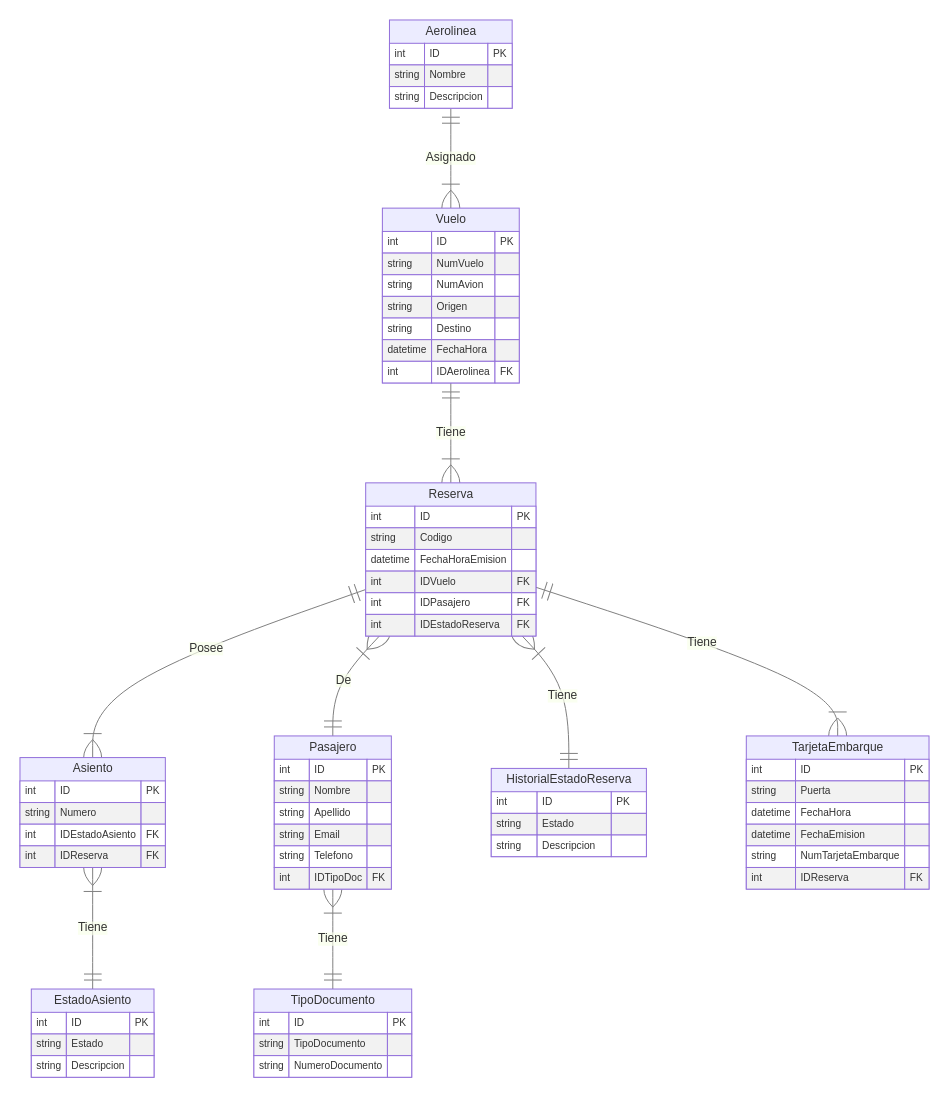 Aerolinea
int ID PK
string Nombre
string Descripcion
Asignado
Vuelo
int ID PK
string NumVuelo
string NumAvion
string Origen
string Destino
datetime FechaHora
int IDAerolinea FK
Tiene
Reserva
int ID PK
string Codigo
datetime FechaHoraEmision
int IDVuelo FK
int IDPasajero FK
int IDEstadoReserva FK
Posee
De
Tiene
Tiene
Asiento
int ID PK
string Numero
int IDEstadoAsiento FK
int IDReserva FK
Pasajero
int ID PK
string Nombre
string Apellido
string Email
string Telefono
int IDTipoDoc FK
HistorialEstadoReserva
int ID PK
string Estado
string Descripcion
TarjetaEmbarque
int ID PK
string Puerta
datetime FechaHora
datetime FechaEmision
string NumTarjetaEmbarque
int IDReserva FK
Tiene
Tiene
EstadoAsiento
int ID PK
string Estado
string Descripcion
TipoDocumento
int ID PK
string TipoDocumento
string NumeroDocumento